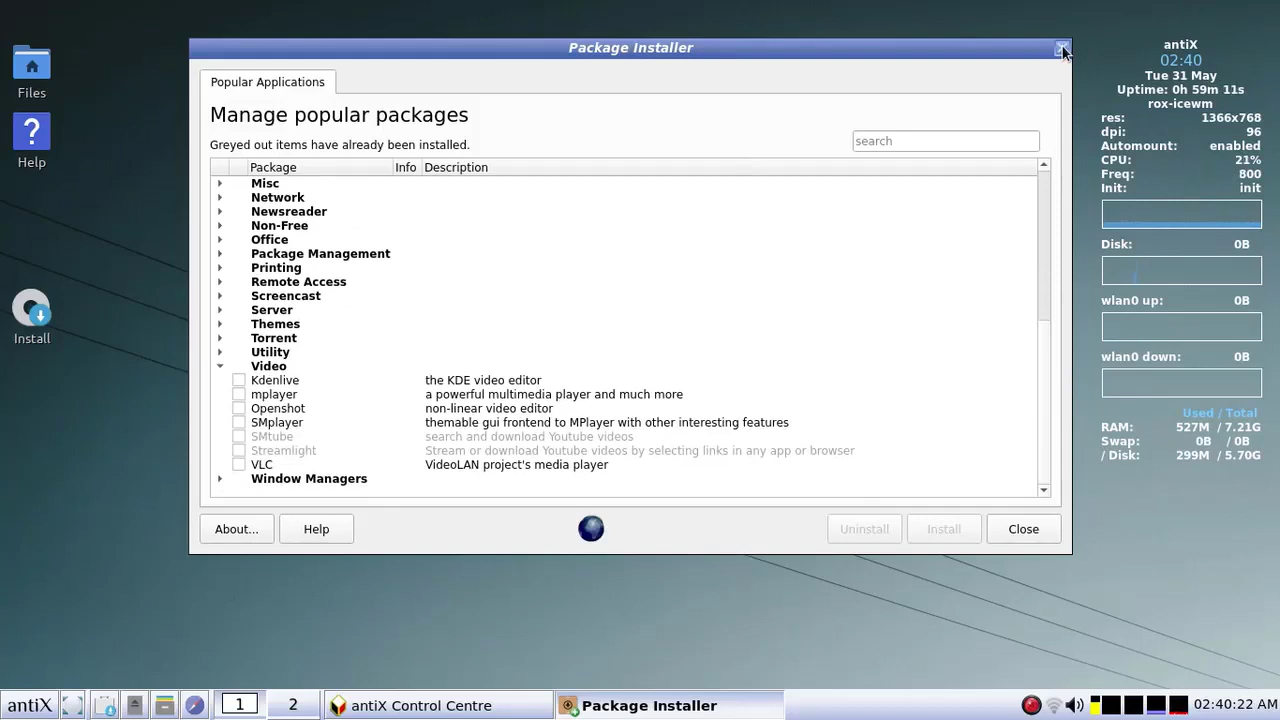 Package Installer
Files
Help
Install
Popular Applications
Manage popular packages
Greyed out items have already been installed.
search
Package Info Description
Misc
Network
Newsreader
Non-Free
Office
Package Management
Printing
Remote Access
Screencast
Server
Themes
Torrent
Utility
Video
Kdenlive the KDE video editor
mplayer a powerful multimedia player and much more
Openshot non-linear video editor
SMplayer themable gui frontend to MPlayer with other interesting features
SMtube search and download Youtube videos
Streamlight Stream or download Youtube videos by selecting links in any app or browser
VLC VideoLAN project's media player
Window Managers
About... Help Uninstall Install Close
antiX
02:40
Tue 31 May
Uptime: 0h 59m 11s
rox-icewm
res: 1366x768
dpi: 96
Automount: enabled
CPU: 21%
Freq: 800
Init: init
Disk: 0B
wlan0 up: 0B
wlan0 down: 0B
Used / Total
RAM: 527M / 7.21G
Swap: 0B / 0B
/ Disk: 299M / 5.70G
antiX 1 2 antiX Control Centre Package Installer 02:40:22 AM